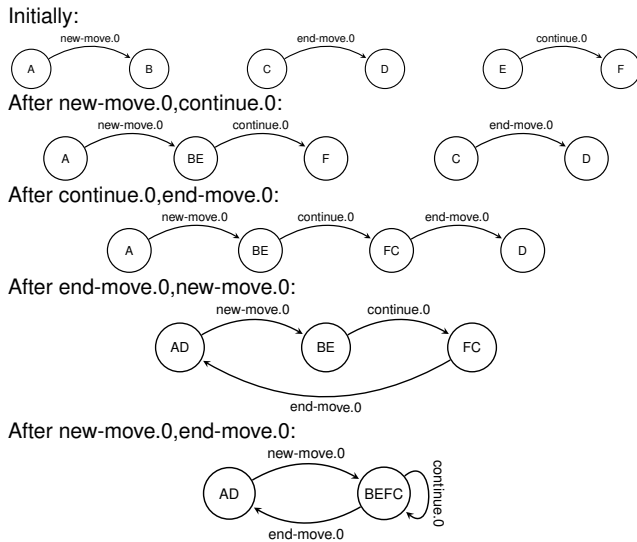 Initially:
new-move.0 end-move.0 continue.0
A B C D E F
After new-move.0,continue.0:
new-move.0 continue.0 end-move.0
A BE F C D
After continue.0,end-move.0:
new-move.0 continue.0 end-move.0
A BE FC D
After end-move.0,new-move.0:
new-move.0 continue.0
AD BE FC
end-move.0
After new-move.0,end-move.0:
new-move.0
AD BEFC continue.0
end-move.0